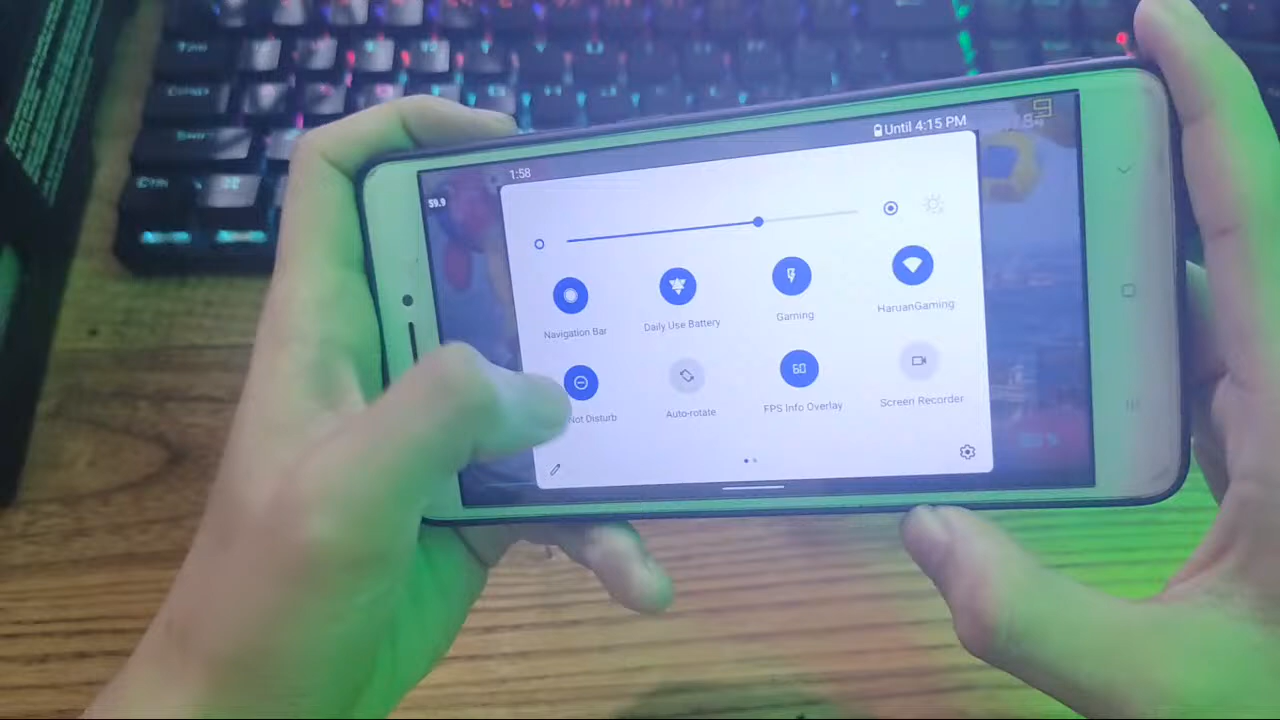 1:58
Until 4:15 PM
59.9
Navigation Bar
Daily Use Battery
Gaming
HaruanGaming
Not Disturb
Auto-rotate
60
FPS Info Overlay
Screen Recorder